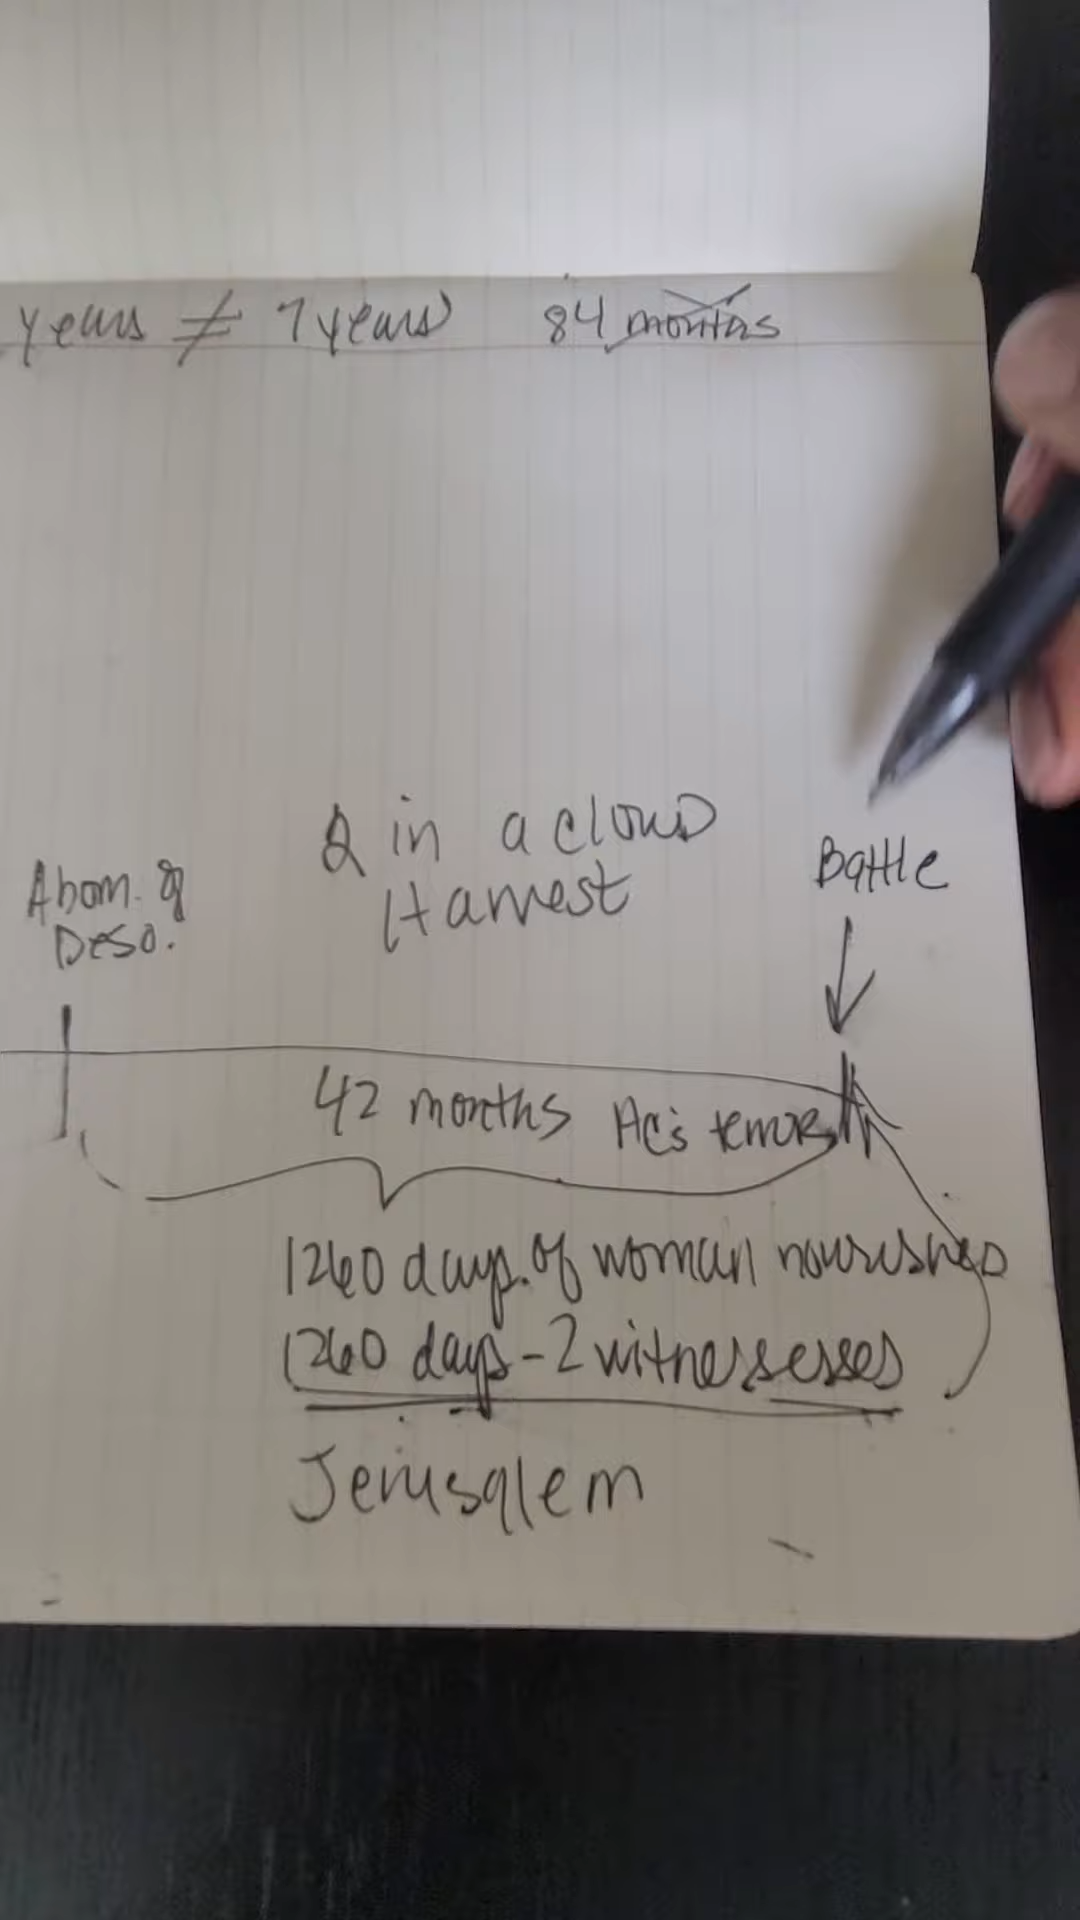 years ≠ 7 years 84 months
in a cloud
Harvest
Battle
Abom. of
Deso.
42 months AC's terror
1260 days. of woman nourished
1260 days - 2 witnessesses
Jerusalem